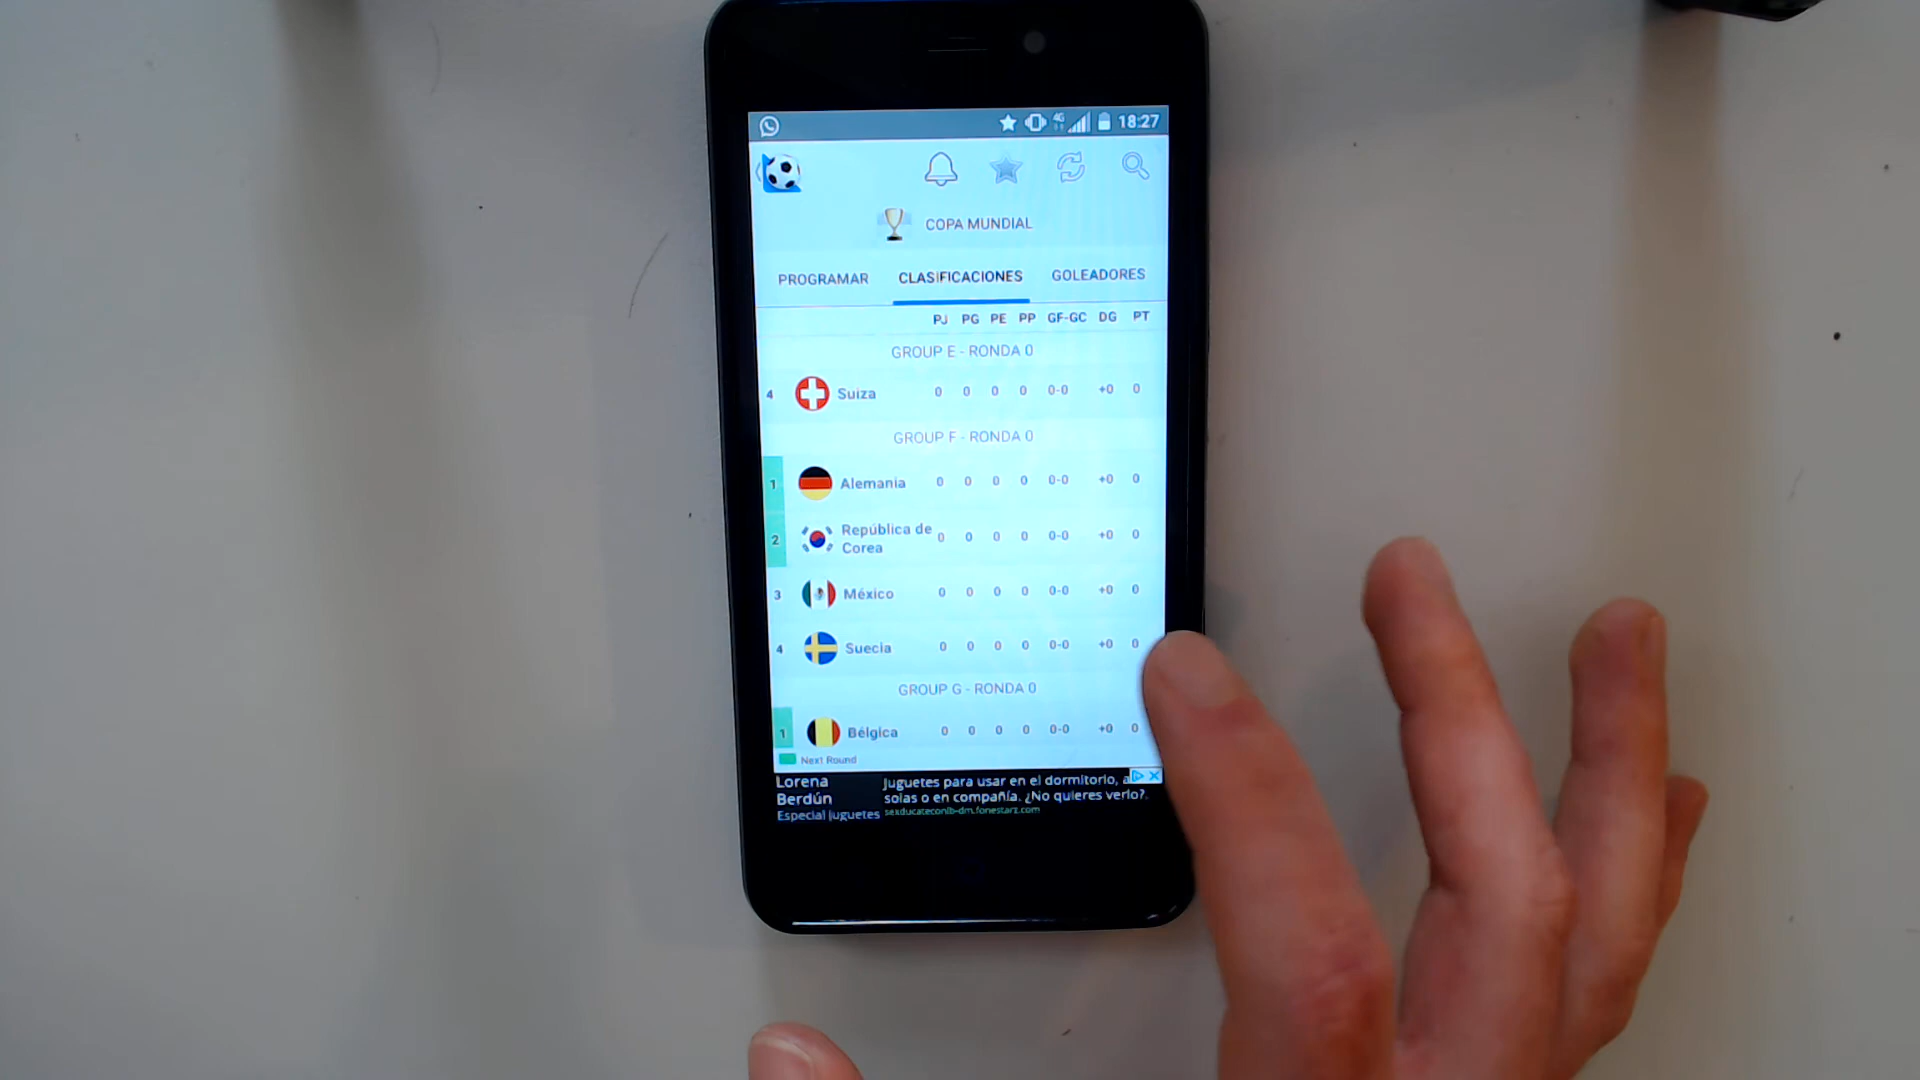 4G 18:27
COPA MUNDIAL
PROGRAMAR CLASIFICACIONES GOLEADORES
PJ PG PE PP GF-GC DG PT
GROUP E - RONDA 0
4 Suiza 0 0 0 0 0-0 +0 0
GROUP F - RONDA 0
1 Alemania 0 0 0 0 0-0 +0 0
2 República de Corea 0 0 0 0 0-0 +0 0
3 México 0 0 0 0 0-0 +0 0
4 Suecia 0 0 0 0 0-0 +0 0
GROUP G - RONDA 0
1 Bélgica 0 0 0 0 0-0 +0 0
Next Round
Lorena Berdún
Especial juguetes
Juguetes para usar en el dormitorio, a
solas o en compañía. ¿No quieres verlo?.
sexducateconlb-dm.fonestarz.com